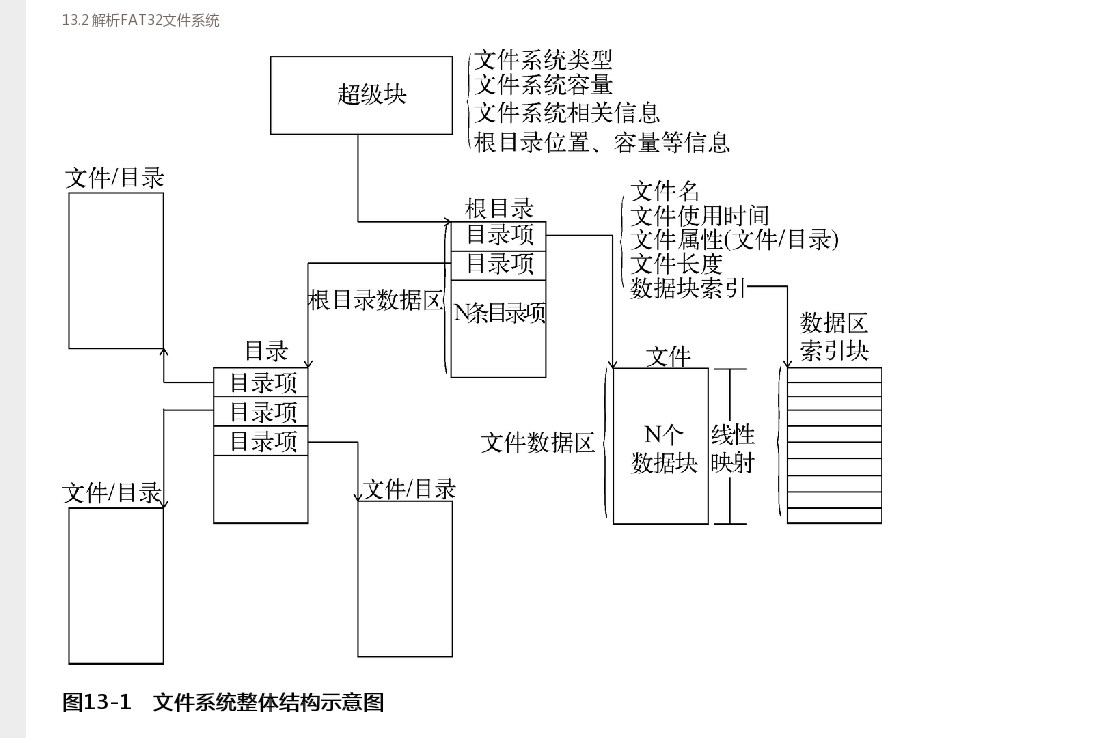 13.2 解析FAT32文件系统
超级块
文件系统类型
文件系统容量
文件系统相关信息
根目录位置、容量等信息
文件/目录
根目录
目录项
目录项
N条目录项
根目录数据区
文件名
文件使用时间
文件属性(文件/目录)
文件长度
数据块索引
数据区
索引块
目录
目录项
目录项
目录项
文件
文件数据区
N个
数据块
线性
映射
文件/目录
文件/目录
图13-1 文件系统整体结构示意图